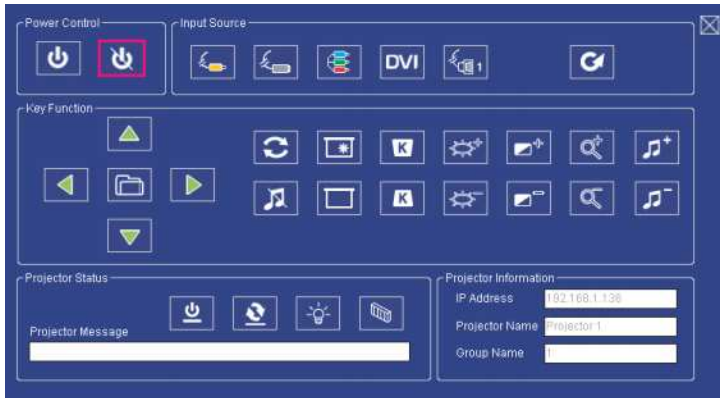 Power Control
Input Source
DVI
1
Key Function
K
K
Projector Status
Projector Message
Projector Information
IP Address 192.168.1.136
Projector Name Projector 1
Group Name 1